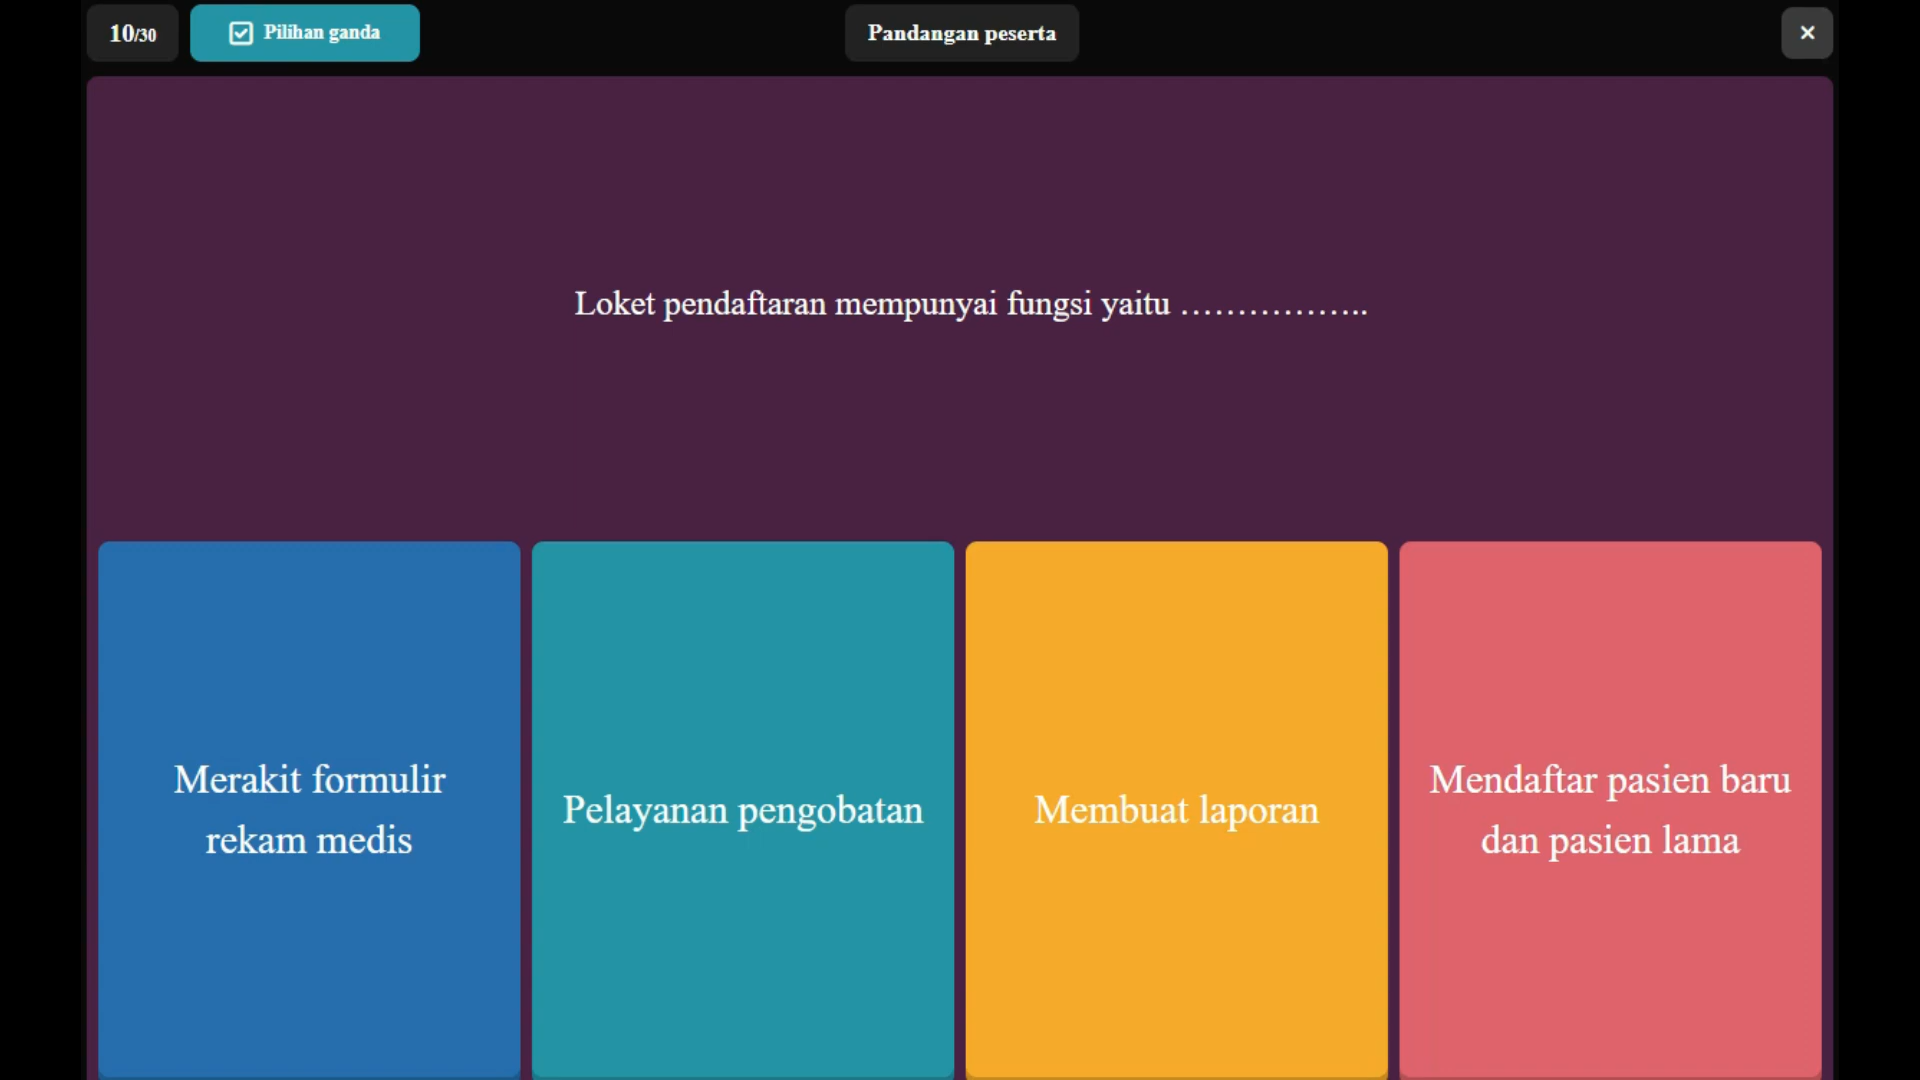 10/30
Pilihan ganda
Pandangan peserta
×
Loket pendaftaran mempunyai fungsi yaitu ……………..
Merakit formulir
rekam medis
Pelayanan pengobatan
Membuat laporan
Mendaftar pasien baru
dan pasien lama